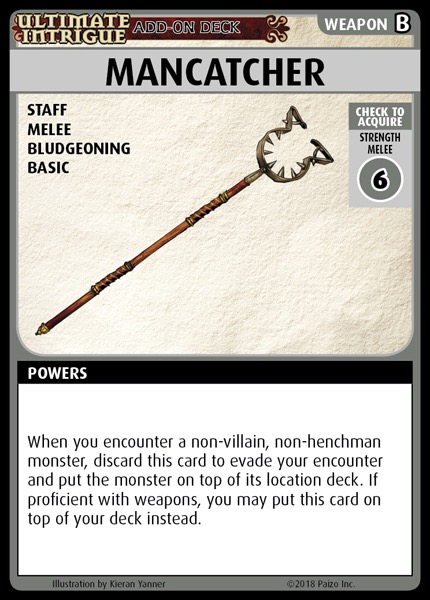 ULTIMATE INTRIGUE ADD-ON DECK
WEAPON B
MANCATCHER
STAFF
MELEE
BLUDGEONING
BASIC
CHECK TO
ACQUIRE
STRENGTH
MELEE
6
POWERS
When you encounter a non-villain, non-henchman
monster, discard this card to evade your encounter
and put the monster on top of its location deck. If
proficient with weapons, you may put this card on
top of your deck instead.
Illustration by Kieran Yanner
©2018 Paizo Inc.